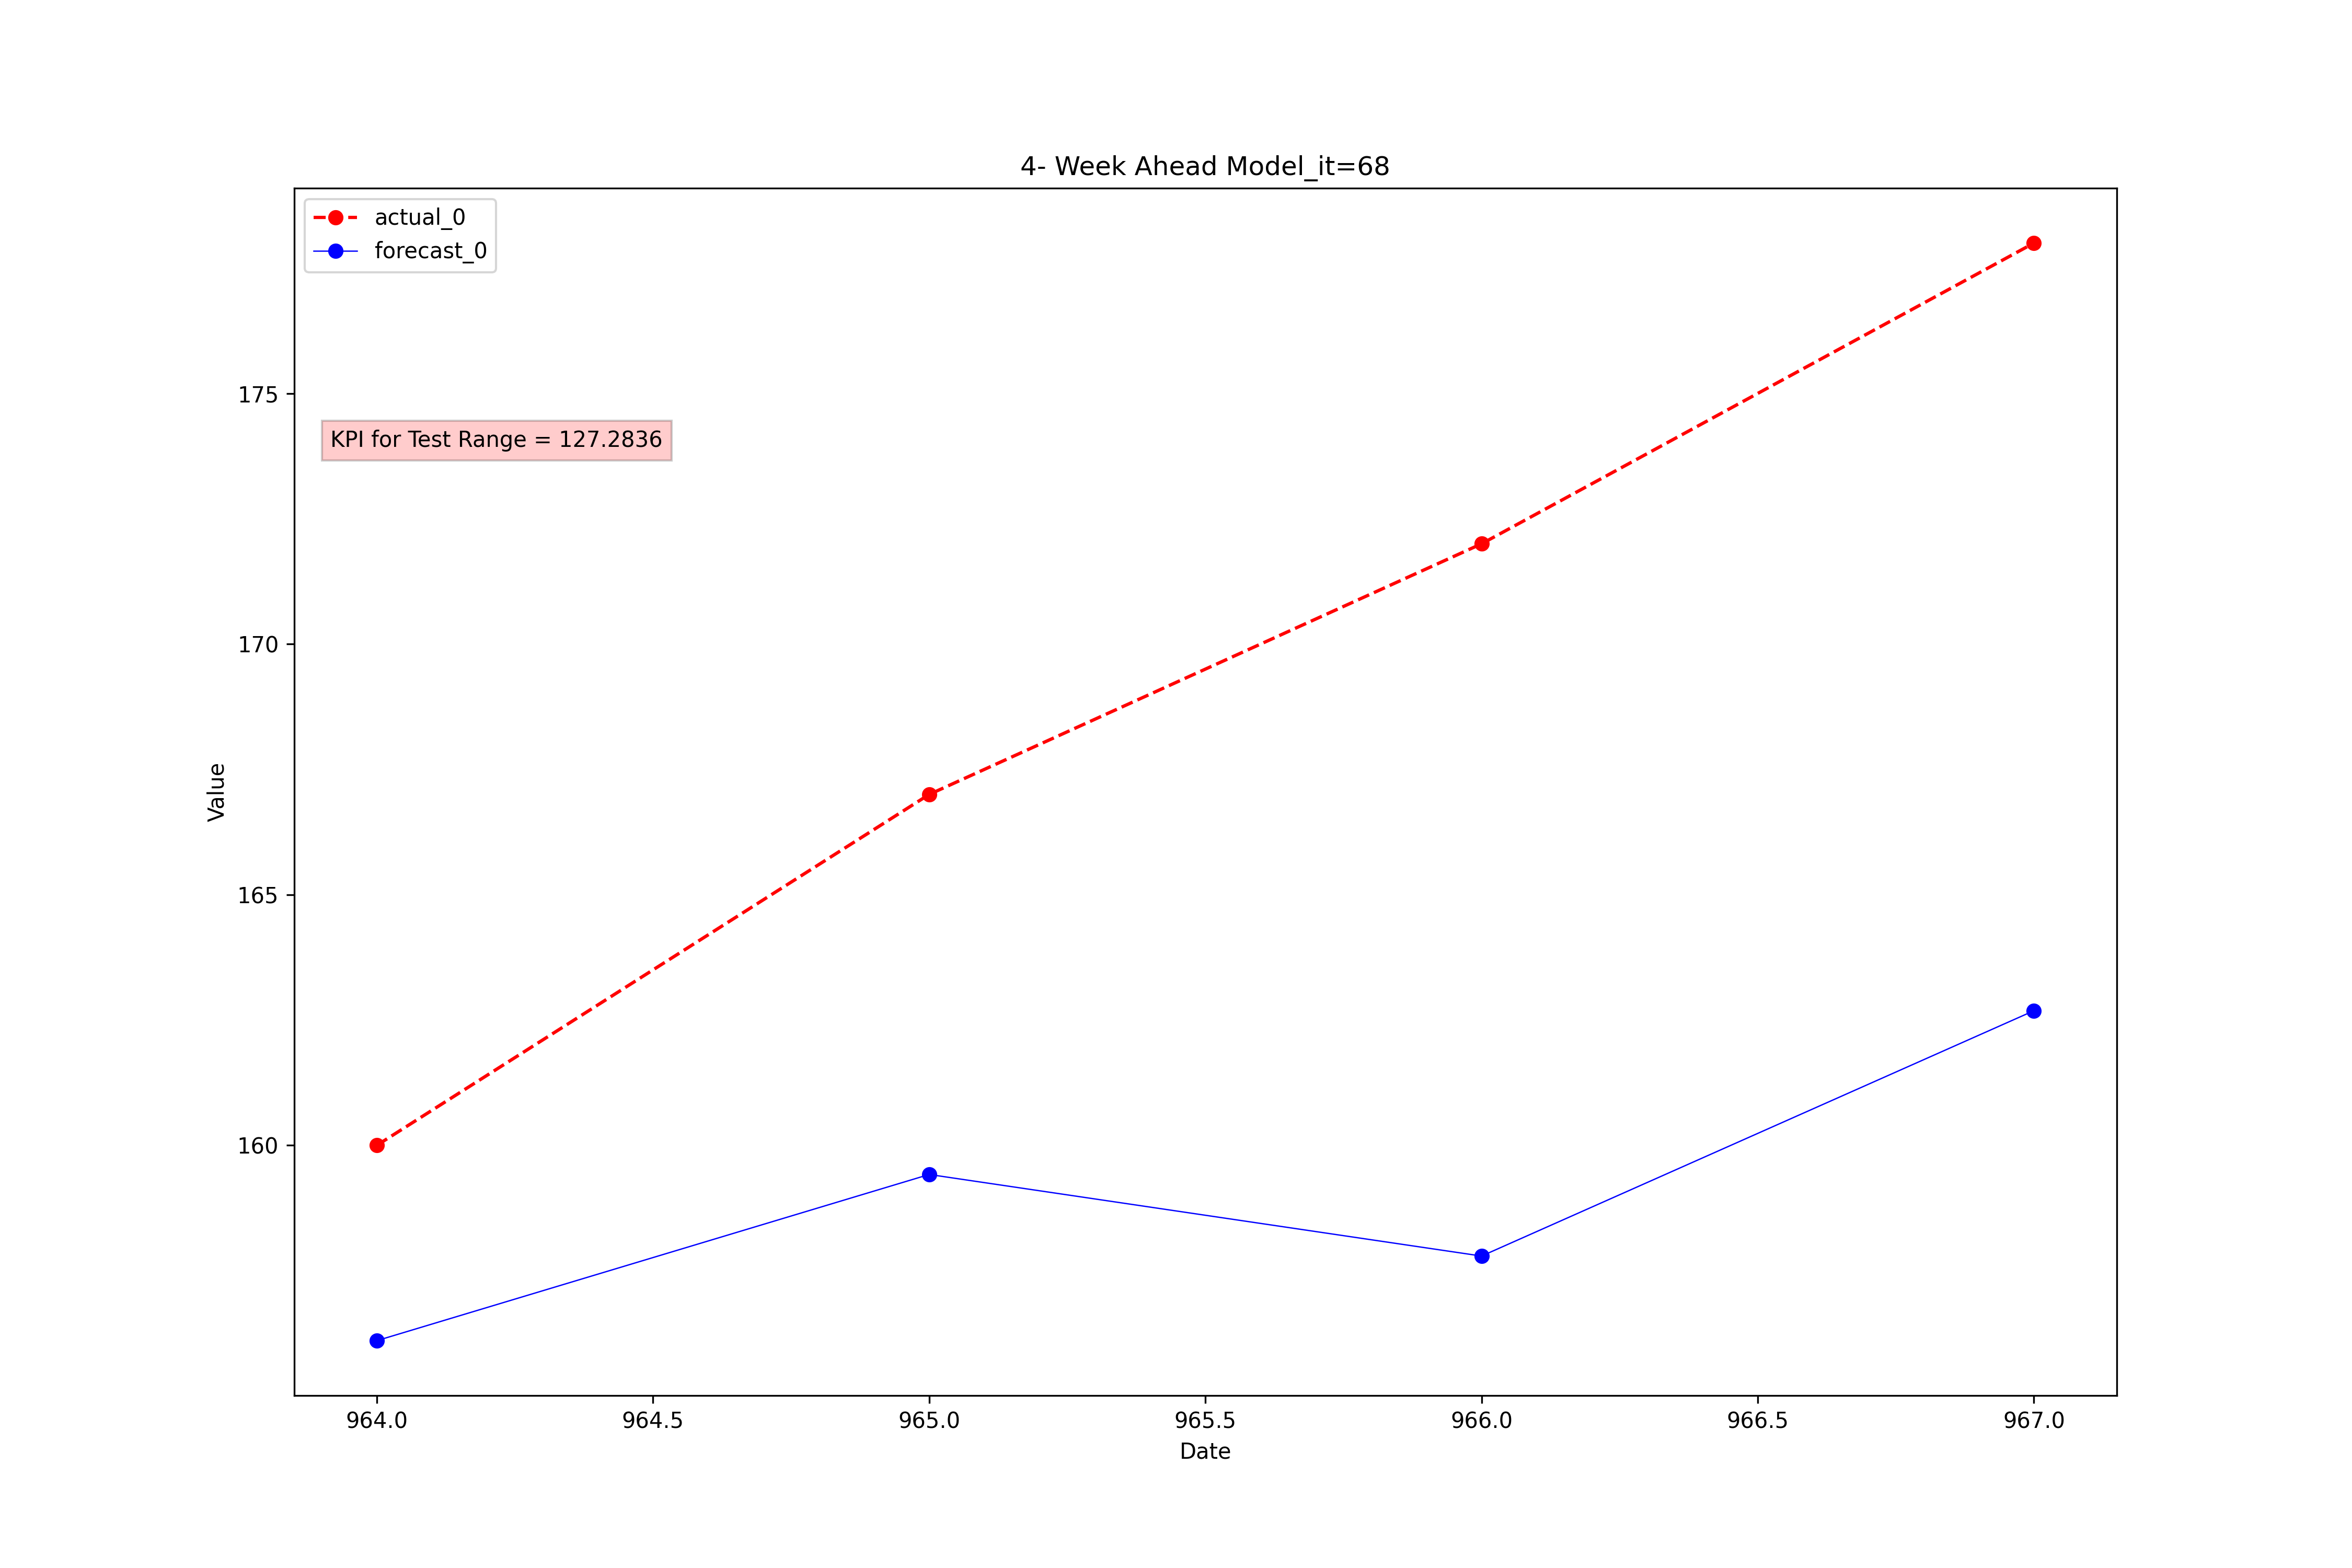 4- Week Ahead Model_it=68
actual_0
forecast_0
KPI for Test Range = 127.2836
175
170
165
160
Value
964.0 964.5 965.0 965.5 966.0 966.5 967.0
Date